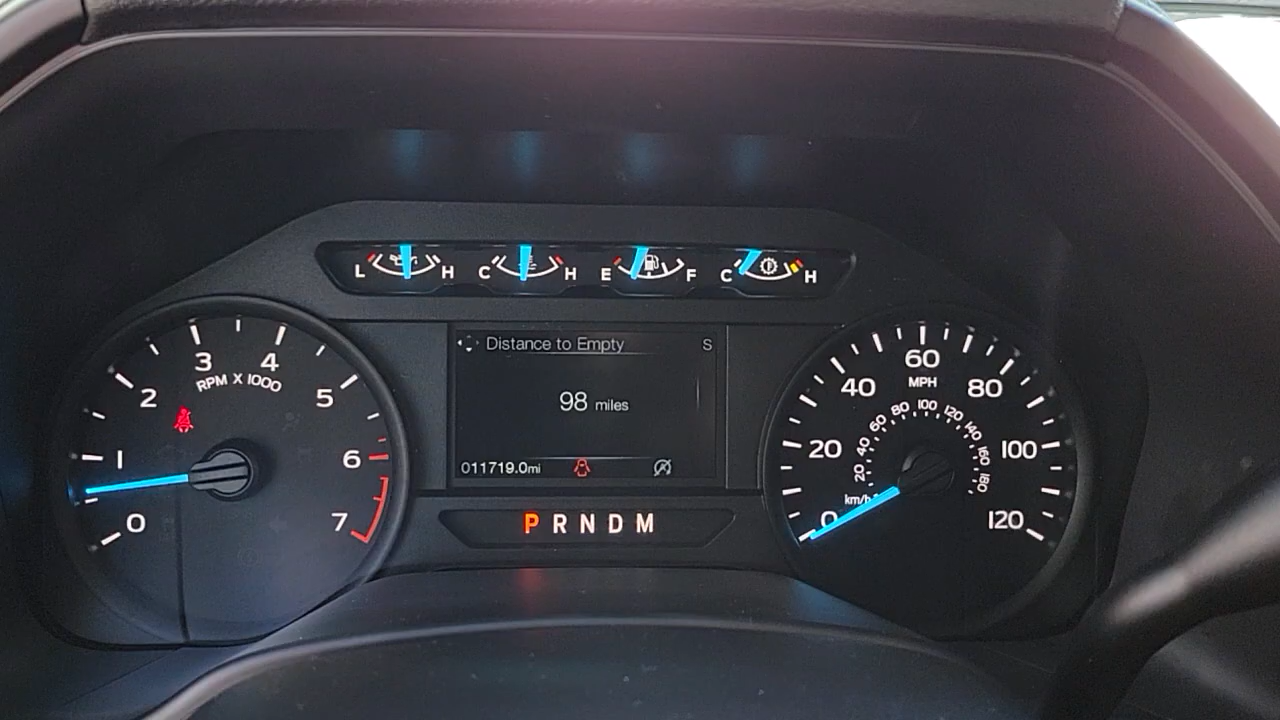 L H C H E F C H
0 1 2 3 4 5 6 7
RPM X 1000
Distance to Empty S
98 miles
011719.0mi
P R N D M
0 20 40 60 80 100 120
MPH
20 40 60 80 100 120 140 160 180
km/h